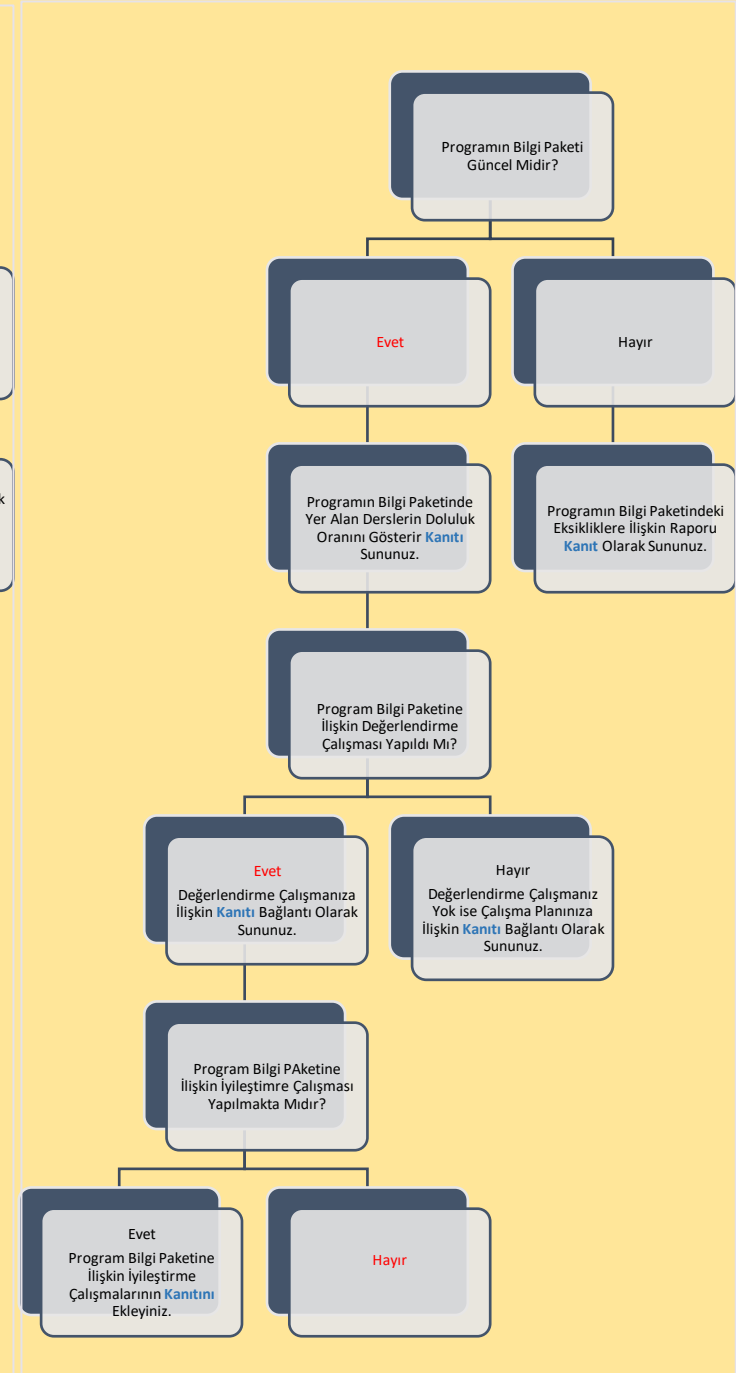 Programın Bilgi Paketi
Güncel Midir?
Evet
Hayır
Programın Bilgi Paketinde
Yer Alan Derslerin Doluluk
Oranını Gösterir Kanıtı
Sununuz.
Programın Bilgi Paketindeki
Eksikliklere İlişkin Raporu
Kanıt Olarak Sununuz.
Program Bilgi Paketine
İlişkin Değerlendirme
Çalışması Yapıldı Mı?
Evet
Değerlendirme Çalışmanıza
İlişkin Kanıtı Bağlantı Olarak
Sununuz.
Hayır
Değerlendirme Çalışmanız
Yok ise Çalışma Planınıza
İlişkin Kanıtı Bağlantı Olarak
Sununuz.
Program Bilgi PAketine
İlişkin İyileştimre Çalışması
Yapılmakta Mıdır?
Evet
Program Bilgi Paketine
İlişkin İyileştirme
Çalışmalarının Kanıtını
Ekleyiniz.
Hayır